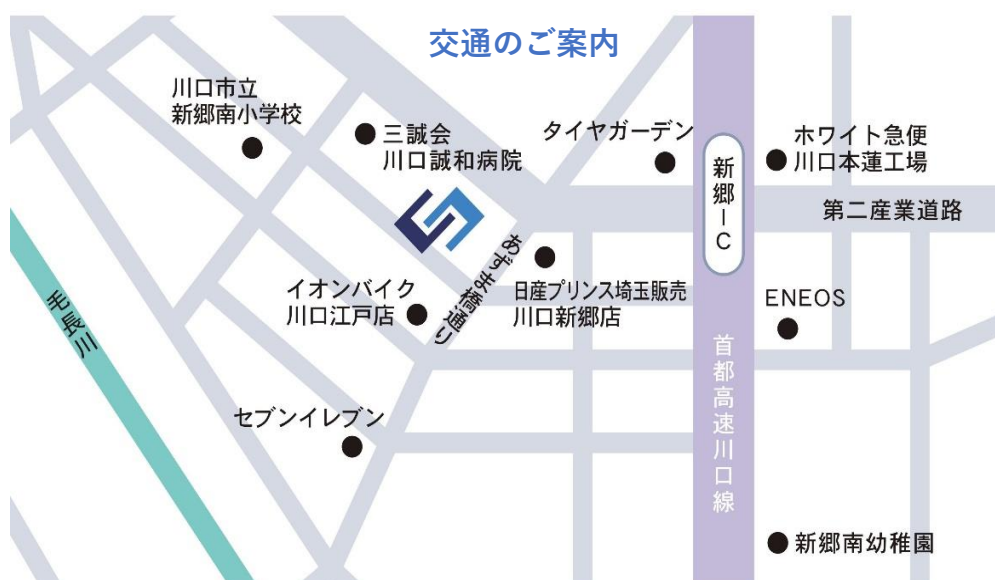 交通のご案内
川口市立
新郷南小学校
三誠会
川口誠和病院
タイヤガーデン
新郷IC
ホワイト急便
川口本蓮工場
第二産業道路
あずま橋通り
日産プリンス埼玉販売
川口新郷店
イオンバイク
川口江戸店
ENEOS
毛長川
首都高速川口線
セブンイレブン
新郷南幼稚園